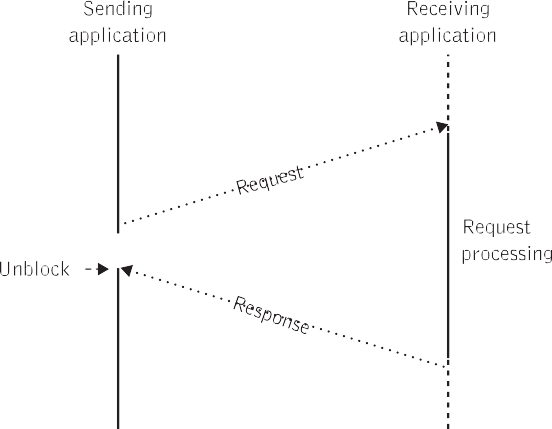 Sending
application
Receiving
application
Request
Request
processing
Unblock
Response